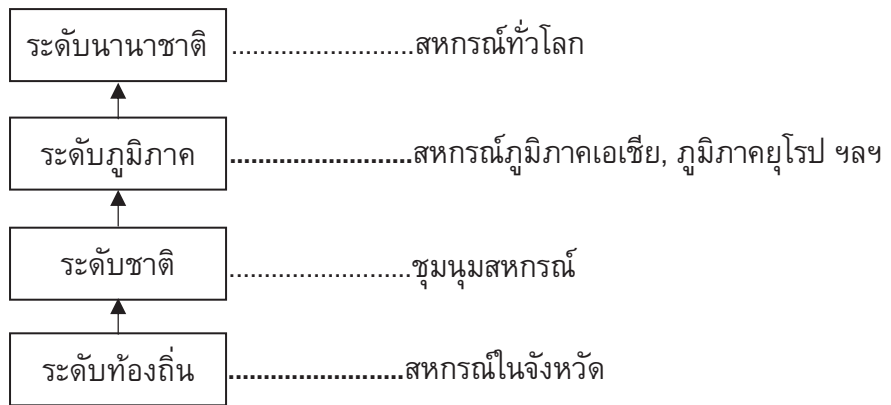 ระดับนานาชาติ ..........................สหกรณ์ทั่วโลก
ระดับภูมิภาค ..........................สหกรณ์ภูมิภาคเอเชีย, ภูมิภาคยุโรป ฯลฯ
ระดับชาติ ..........................ชุมนุมสหกรณ์
ระดับท้องถิ่น .........................สหกรณ์ในจังหวัด